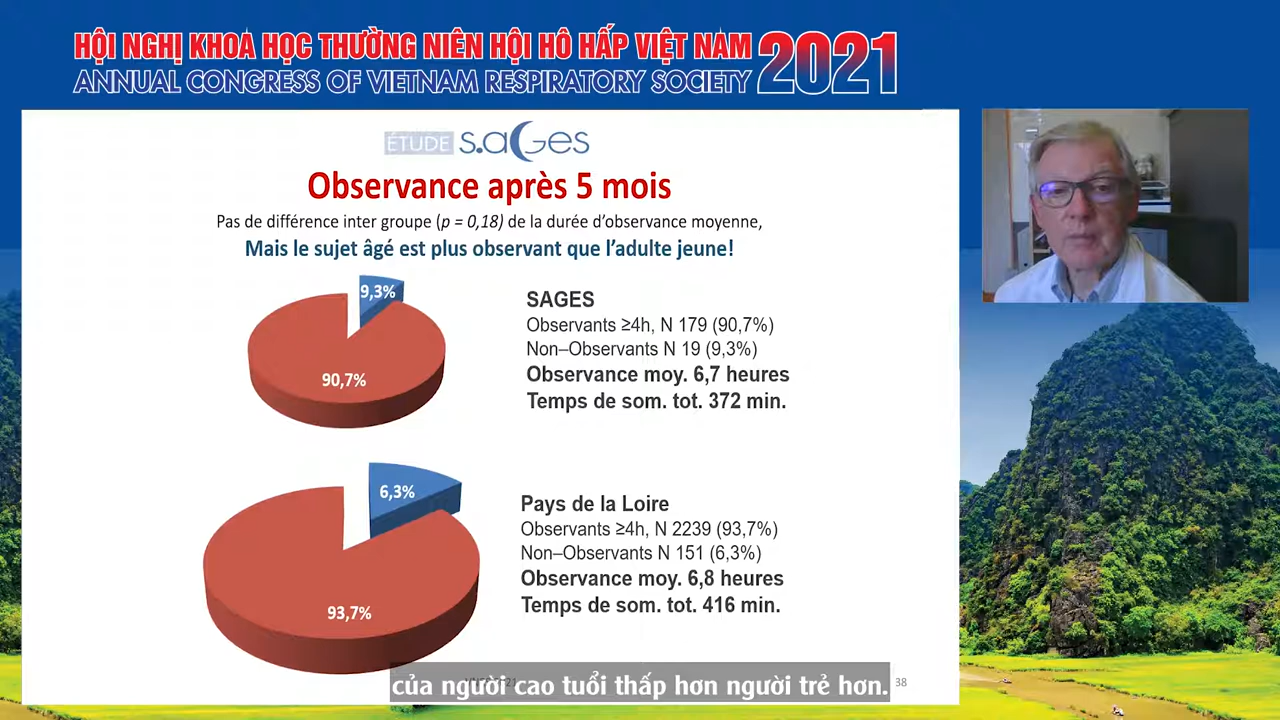 HỘI NGHỊ KHOA HỌC THƯỜNG NIÊN HỘI HÔ HẤP VIỆT NAM 2021
ANNUAL CONGRESS OF VIETNAM RESPIRATORY SOCIETY
ÉTUDE s.aGes
Observance après 5 mois
Pas de différence inter groupe (p = 0,18) de la durée d’observance moyenne,
Mais le sujet âgé est plus observant que l’adulte jeune!
9,3%
90,7%
SAGES
Observants ≥4h, N 179 (90,7%)
Non–Observants N 19 (9,3%)
Observance moy. 6,7 heures
Temps de som. tot. 372 min.
6,3%
93,7%
Pays de la Loire
Observants ≥4h, N 2239 (93,7%)
Non–Observants N 151 (6,3%)
Observance moy. 6,8 heures
Temps de som. tot. 416 min.
của người cao tuổi thấp hơn người trẻ hơn.
38